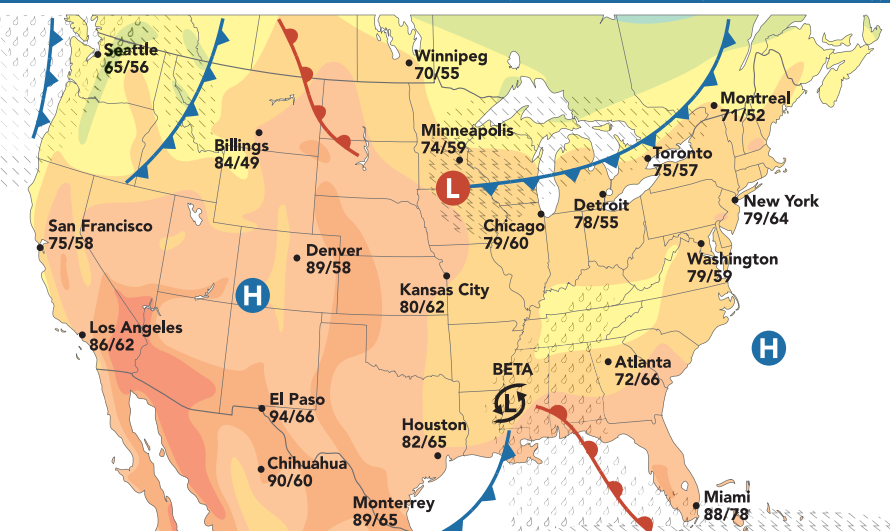 Seattle
65/56
Winnipeg
70/55
Montreal
71/52
Minneapolis
74/59
Billings
84/49
Toronto
75/57
L
New York
79/64
Detroit
78/55
San Francisco
75/58
Chicago
79/60
Denver
89/58
Washington
79/59
Kansas City
80/62
H
Los Angeles
86/62
H
Atlanta
72/66
BETA
L
El Paso
94/66
Houston
82/65
Chihuahua
90/60
Monterrey
89/65
Miami
88/78